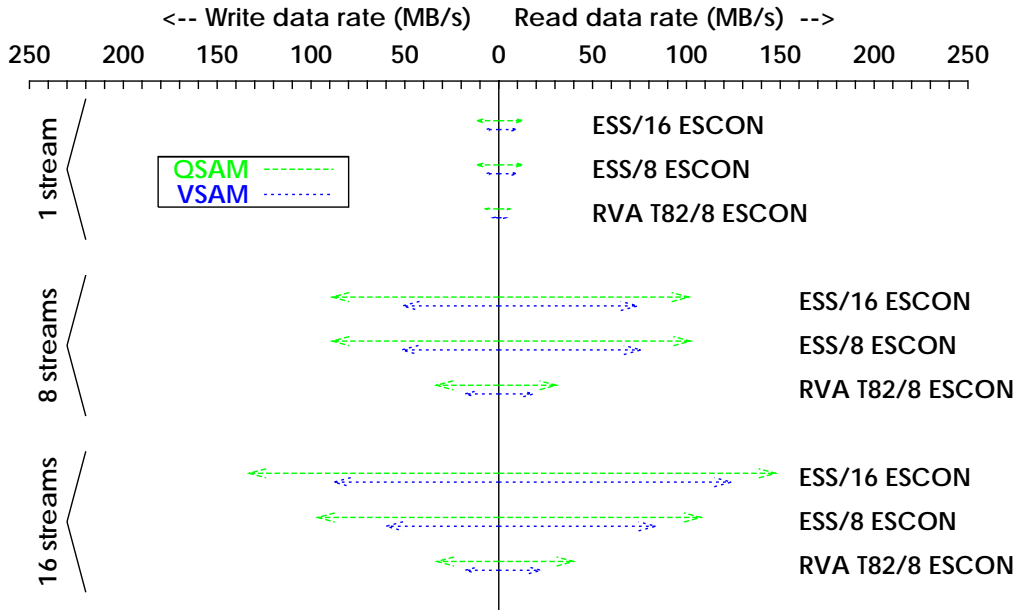 <-- Write data rate (MB/s) Read data rate (MB/s) -->
250 200 150 100 50 0 50 100 150 200 250
1 stream
ESS/16 ESCON
ESS/8 ESCON
RVA T82/8 ESCON
QSAM
VSAM
8 streams
ESS/16 ESCON
ESS/8 ESCON
RVA T82/8 ESCON
16 streams
ESS/16 ESCON
ESS/8 ESCON
RVA T82/8 ESCON